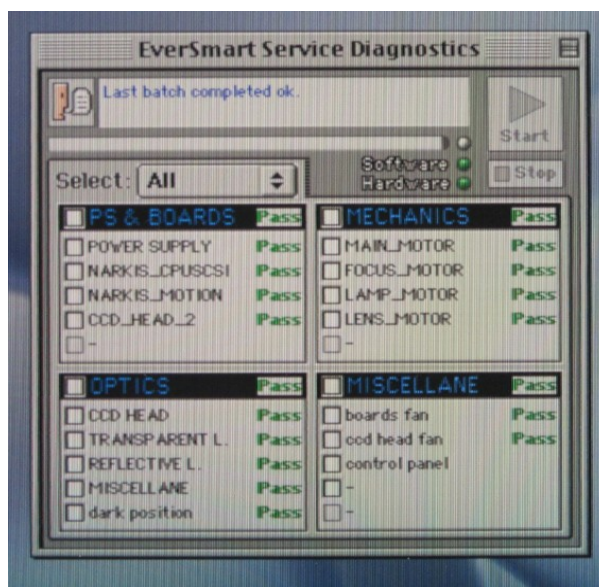 EverSmart Service Diagnostics
Last batch completed ok.
Start
Software
Hardware
Stop
Select: All
PS & BOARDS Pass
POWER SUPPLY Pass
NARKIS_CPUSCSI Pass
NARKIS_MOTION Pass
CCD_HEAD_2 Pass
-
MECHANICS Pass
MAIN_MOTOR Pass
FOCUS_MOTOR Pass
LAMP_MOTOR Pass
LENS_MOTOR Pass
-
OPTICS Pass
CCD HEAD Pass
TRANSPARENT L. Pass
REFLECTIVE L. Pass
MISCELLANE Pass
dark position Pass
MISCELLANE Pass
boards fan Pass
ccd head fan Pass
control panel
-
-